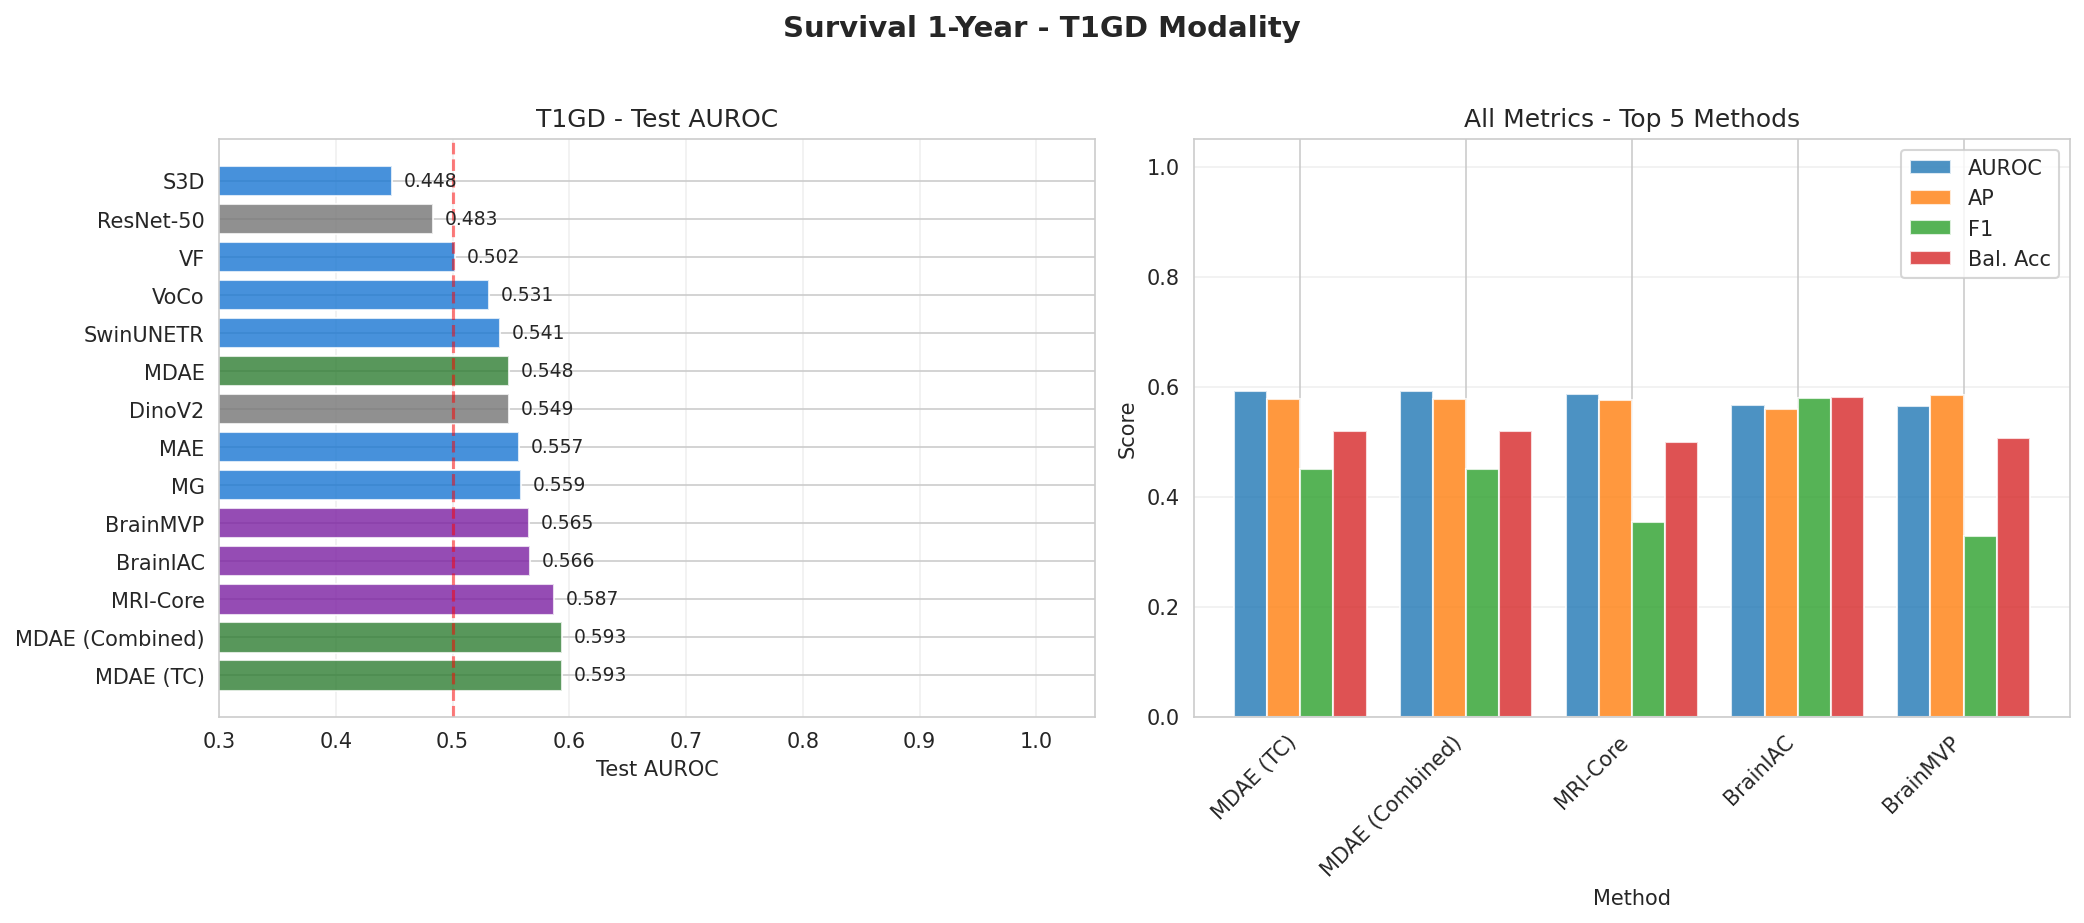 Survival 1-Year - T1GD Modality
T1GD - Test AUROC
S3D 0.448
ResNet-50 0.483
VF 0.502
VoCo 0.531
SwinUNETR 0.541
MDAE 0.548
DinoV2 0.549
MAE 0.557
MG 0.559
BrainMVP 0.565
BrainIAC 0.566
MRI-Core 0.587
MDAE (Combined) 0.593
MDAE (TC) 0.593
0.3 0.4 0.5 0.6 0.7 0.8 0.9 1.0
Test AUROC
All Metrics - Top 5 Methods
AUROC
AP
F1
Bal. Acc
1.0
0.8
0.6
0.4
0.2
0.0
Score
MDAE (TC)
MDAE (Combined)
MRI-Core
BrainIAC
BrainMVP
Method